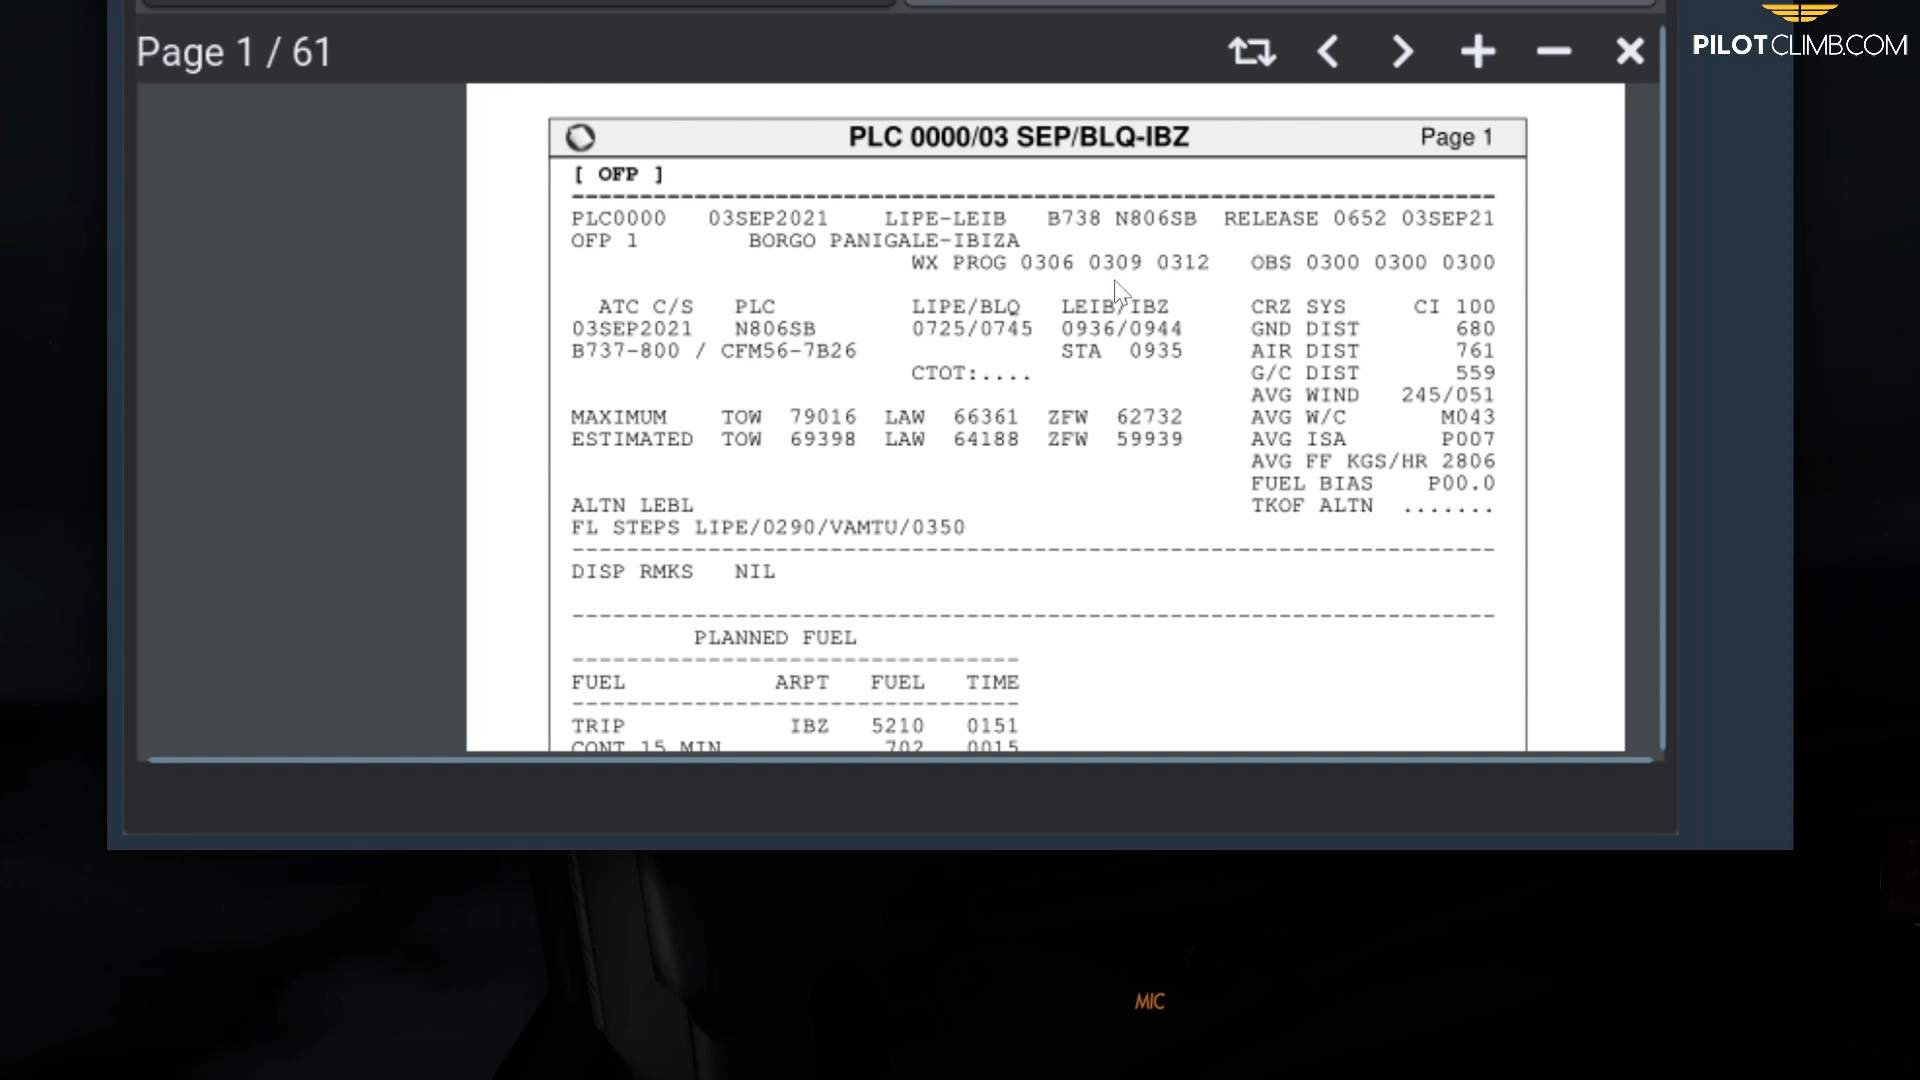 PILOTCLIMB.COM
Page 1 / 61
PLC 0000/03 SEP/BLQ-IBZ Page 1
[ OFP ]
PLC0000 03SEP2021 LIPE-LEIB B738 N806SB RELEASE 0652 03SEP21
OFP 1 BORGO PANIGALE-IBIZA
WX PROG 0306 0309 0312 OBS 0300 0300 0300
ATC C/S PLC LIPE/BLQ LEIB/IBZ CRZ SYS CI 100
03SEP2021 N806SB 0725/0745 0936/0944 GND DIST 680
B737-800 / CFM56-7B26 STA 0935 AIR DIST 761
CTOT:.... G/C DIST 559
AVG WIND 245/051
MAXIMUM TOW 79016 LAW 66361 ZFW 62732 AVG W/C M043
ESTIMATED TOW 69398 LAW 64188 ZFW 59939 AVG ISA P007
AVG FF KGS/HR 2806
FUEL BIAS P00.0
ALTN LEBL TKOF ALTN .......
FL STEPS LIPE/0290/VAMTU/0350
DISP RMKS NIL
PLANNED FUEL
FUEL ARPT FUEL TIME
TRIP IBZ 5210 0151
CONT 15 MIN 702 0015
MIC